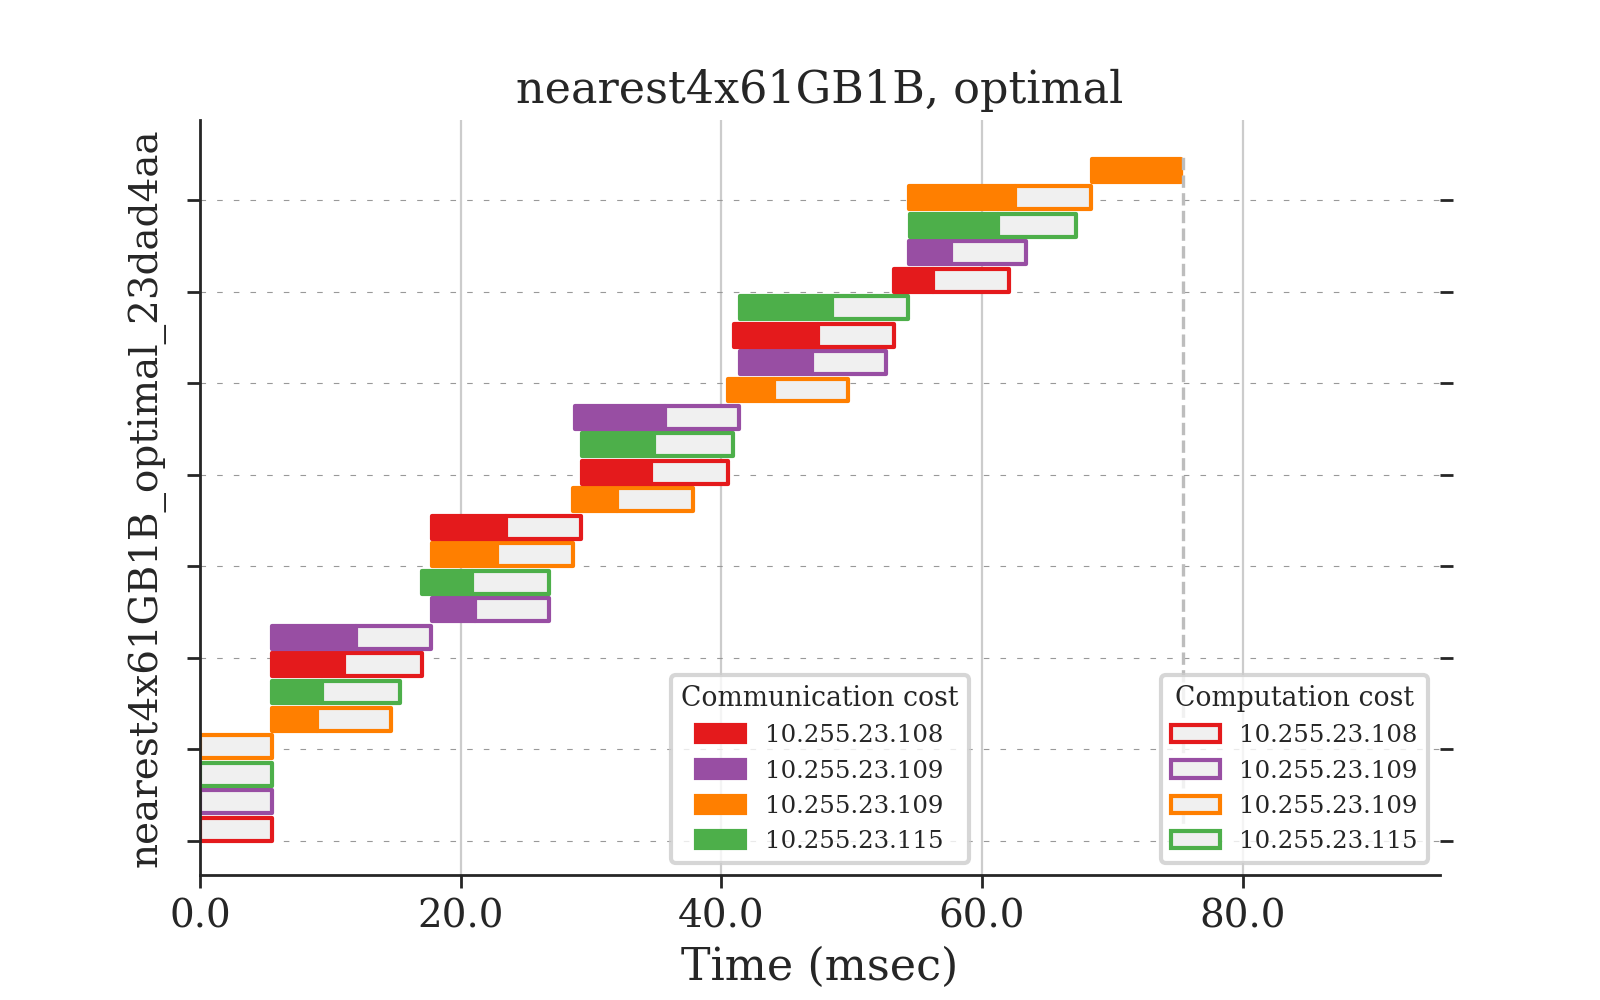 nearest4x61GB1B, optimal
nearest4x61GB1B_optimal_23dad4aa
Communication cost
10.255.23.108
10.255.23.109
10.255.23.109
10.255.23.115
Computation cost
10.255.23.108
10.255.23.109
10.255.23.109
10.255.23.115
0.0 20.0 40.0 60.0 80.0
Time (msec)